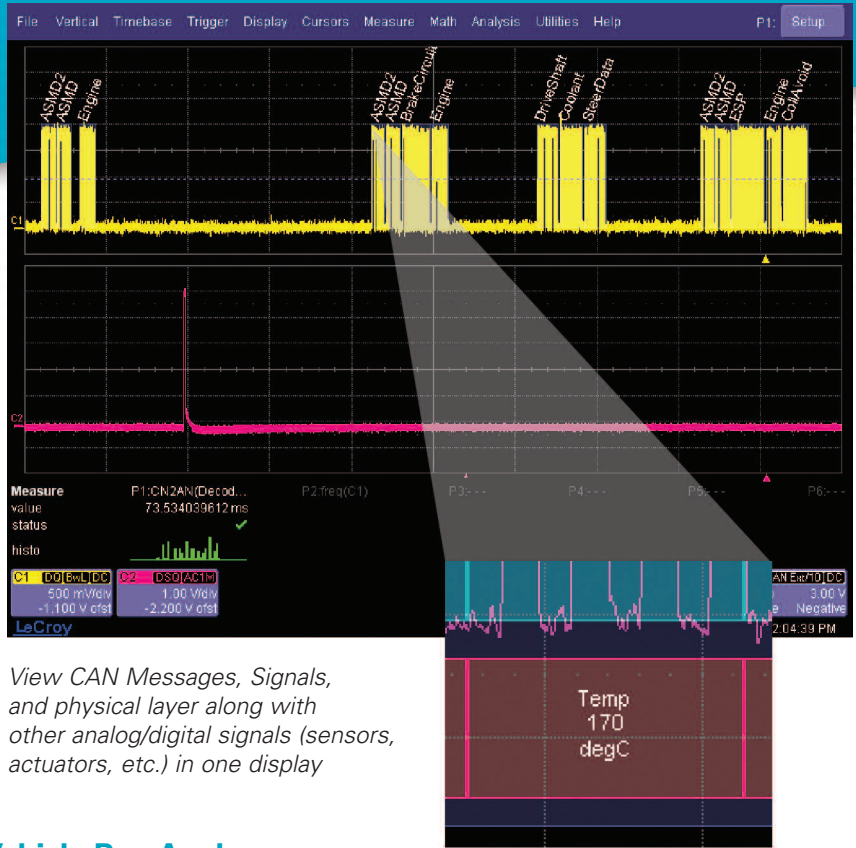 File Vertical Timebase Trigger Display Cursors Measure Math Analysis Utilities Help P1: Setup
ASMD2 ASMD Engine ASMD2 ASMD BrakeCircuia Engine DriveShaft Coolant SteerData ASMD2 ASMD ESP Engine CollAvoid
C1
C2
Measure P1:CN2AN(Decod... P2:freq(C1) P3:- - - P4:- - - P5:- - - P6:- - -
value 73.534039612 ms
status
histo
C1 DQ[BwL]DC C2 DSQ[AC1M] AN Ext/10[DC]
500 mV/div 1.00 V/div 3.00 V
-1.100 V ofst -2.200 V ofst Negative
LeCroy 2:04:39 PM
Temp
170
degC
View CAN Messages, Signals,
and physical layer along with
other analog/digital signals (sensors,
actuators, etc.) in one display